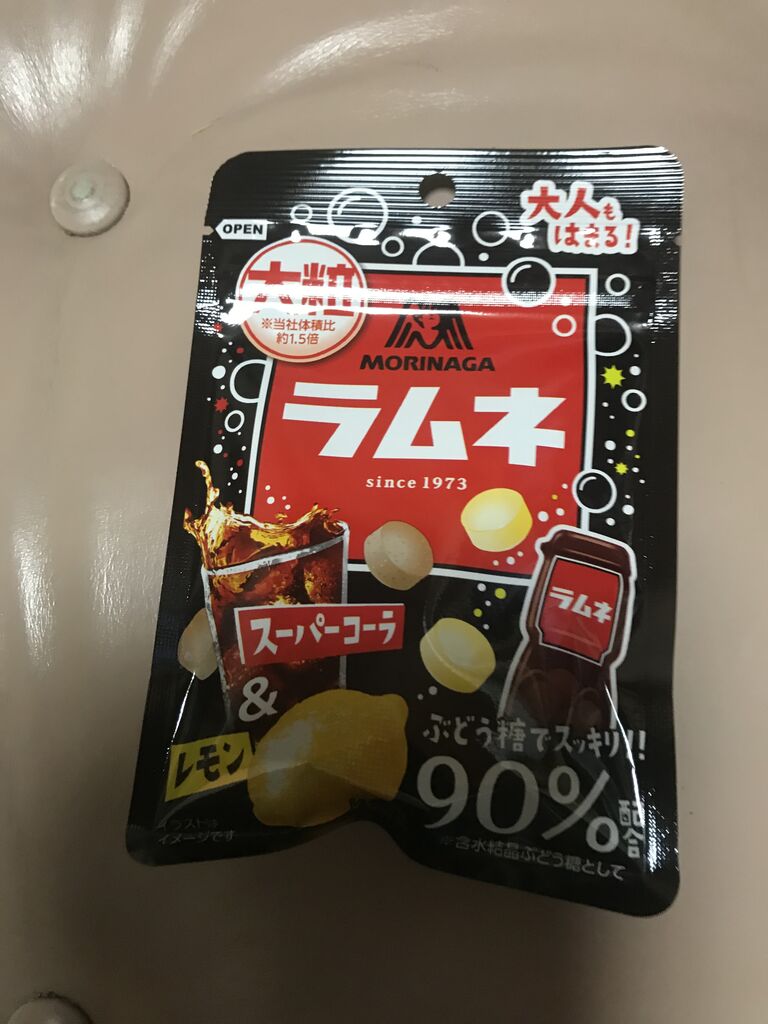 OPEN
大人も
はまる!
大粒
※当社体積比
約1.5倍
MORINAGA
ラムネ
since 1973
ラムネ
スーパーコーラ
&
レモン
ぶどう糖でスッキリ!!
90%配合
※含水結晶ぶどう糖として
イラストは
イメージです